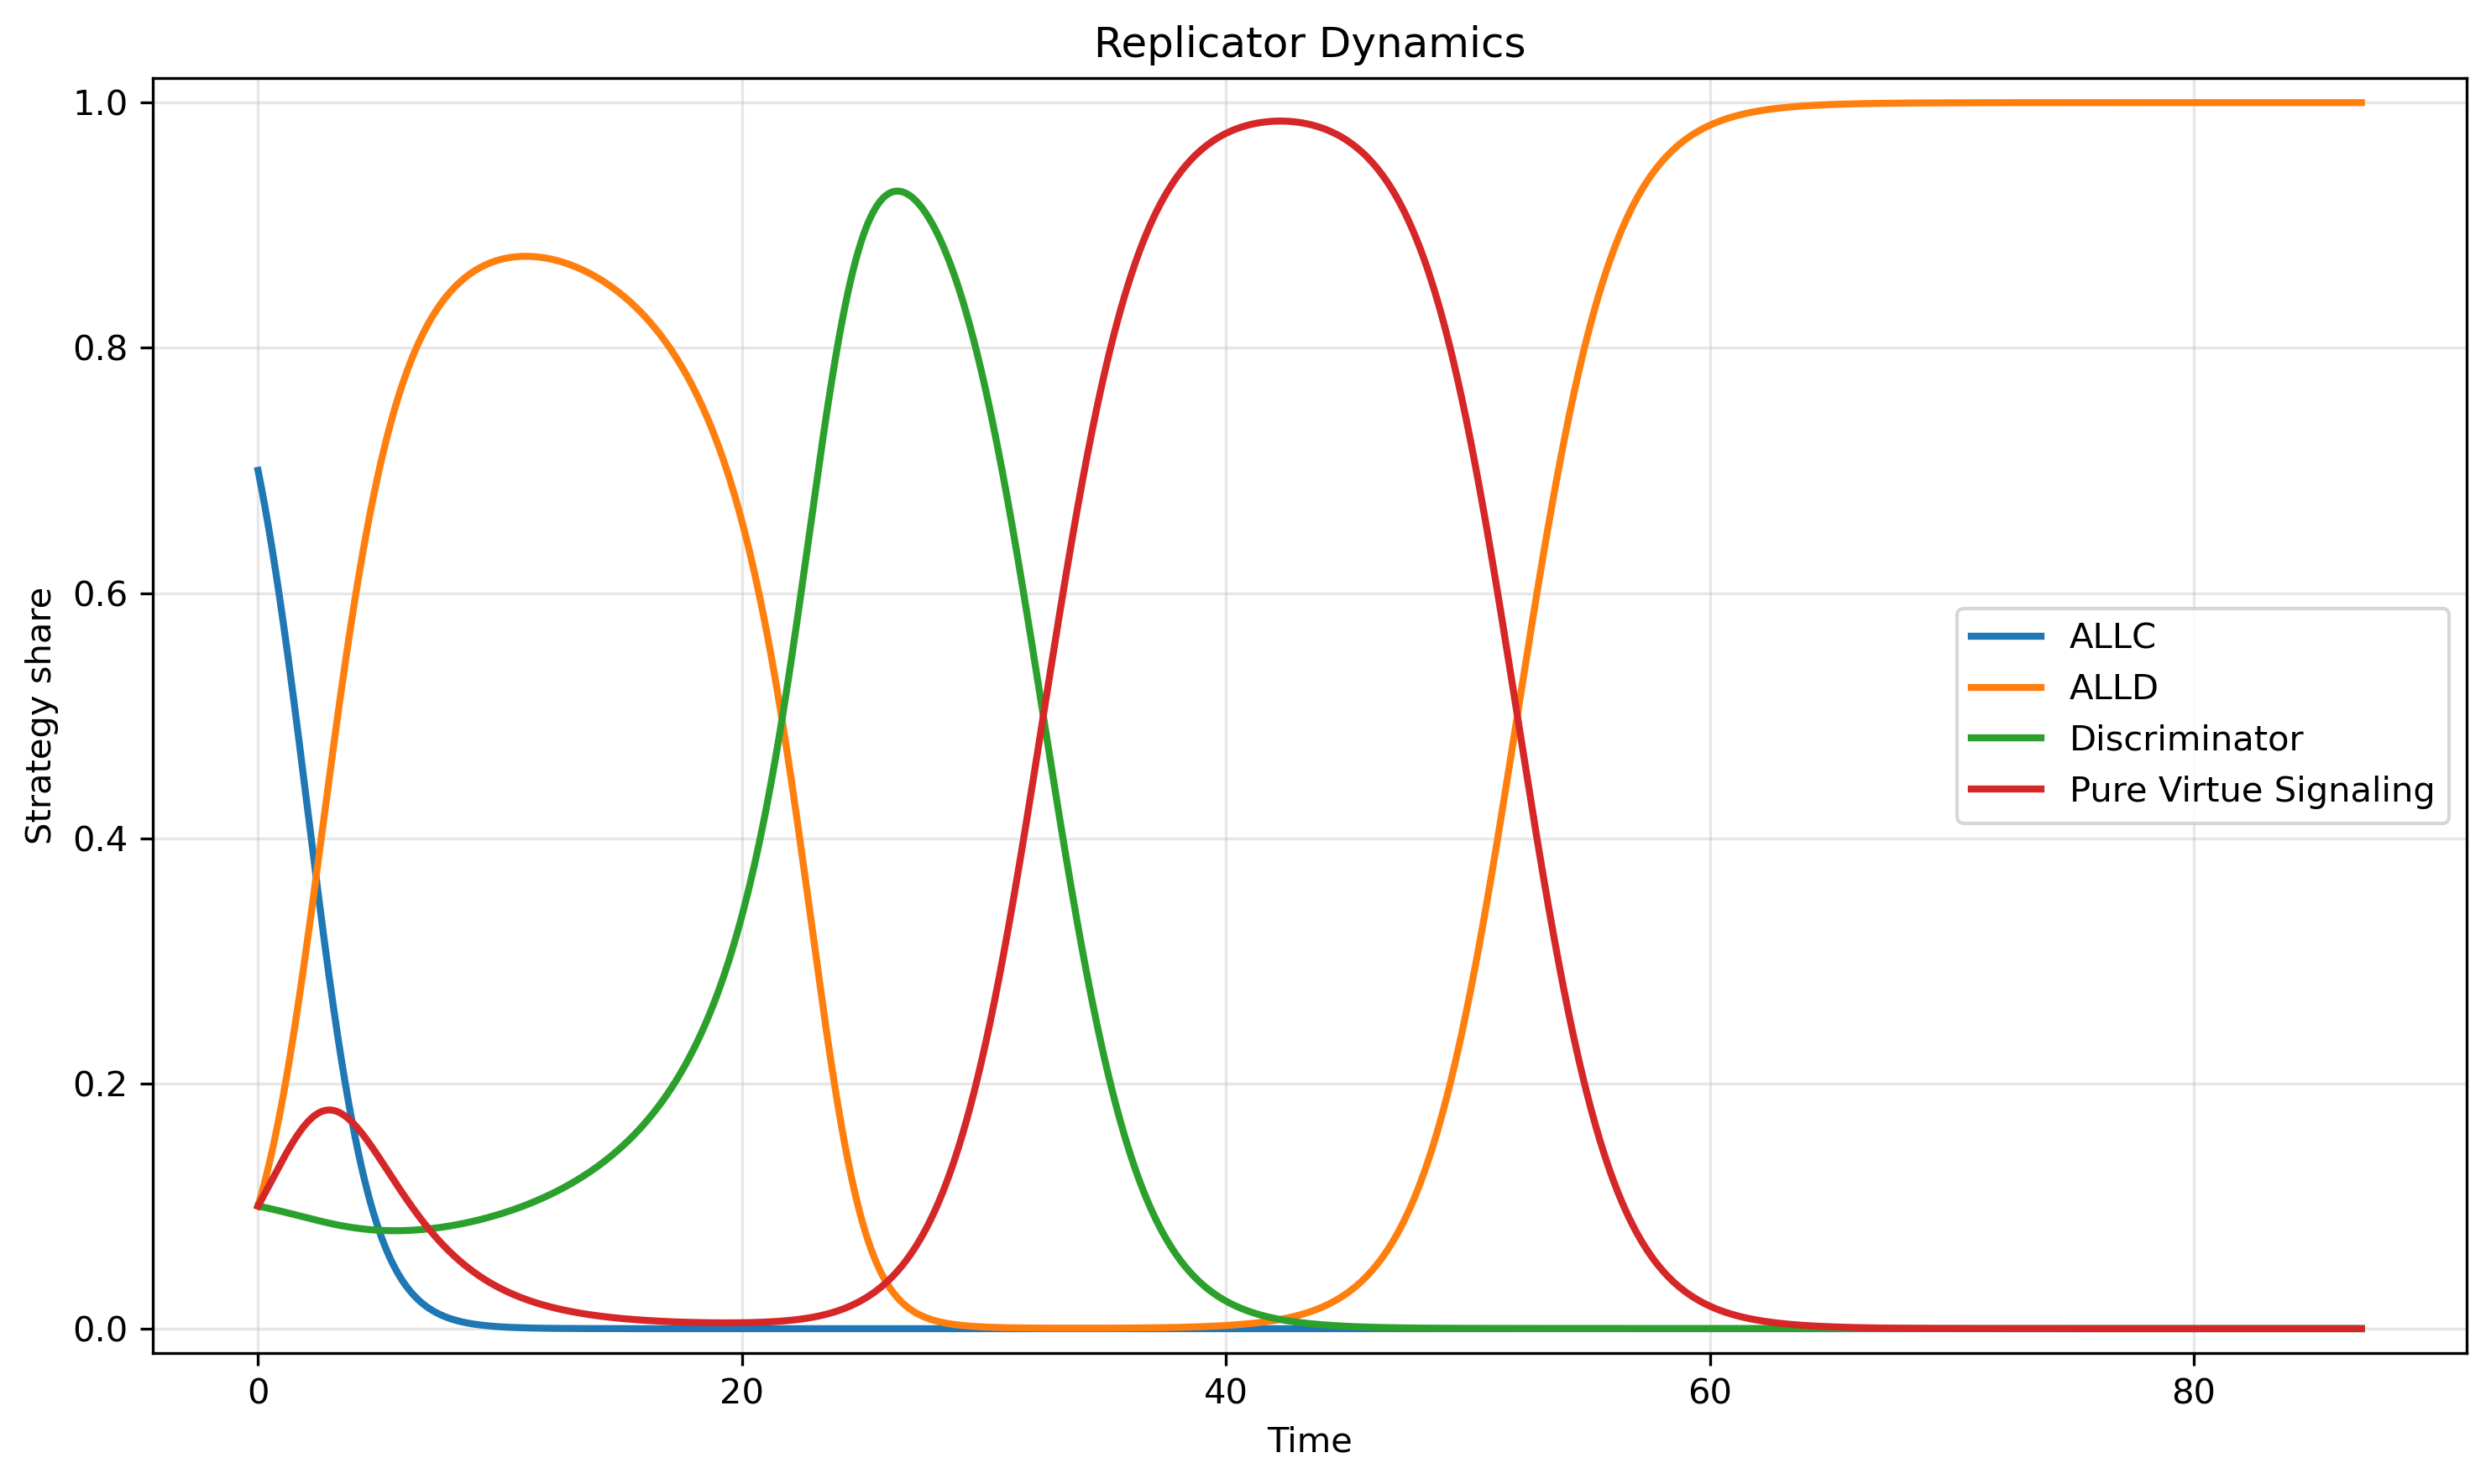 Replicator Dynamics
1.0
0.8
0.6
0.4
0.2
0.0
Strategy share
ALLC
ALLD
Discriminator
Pure Virtue Signaling
0 20 40 60 80
Time